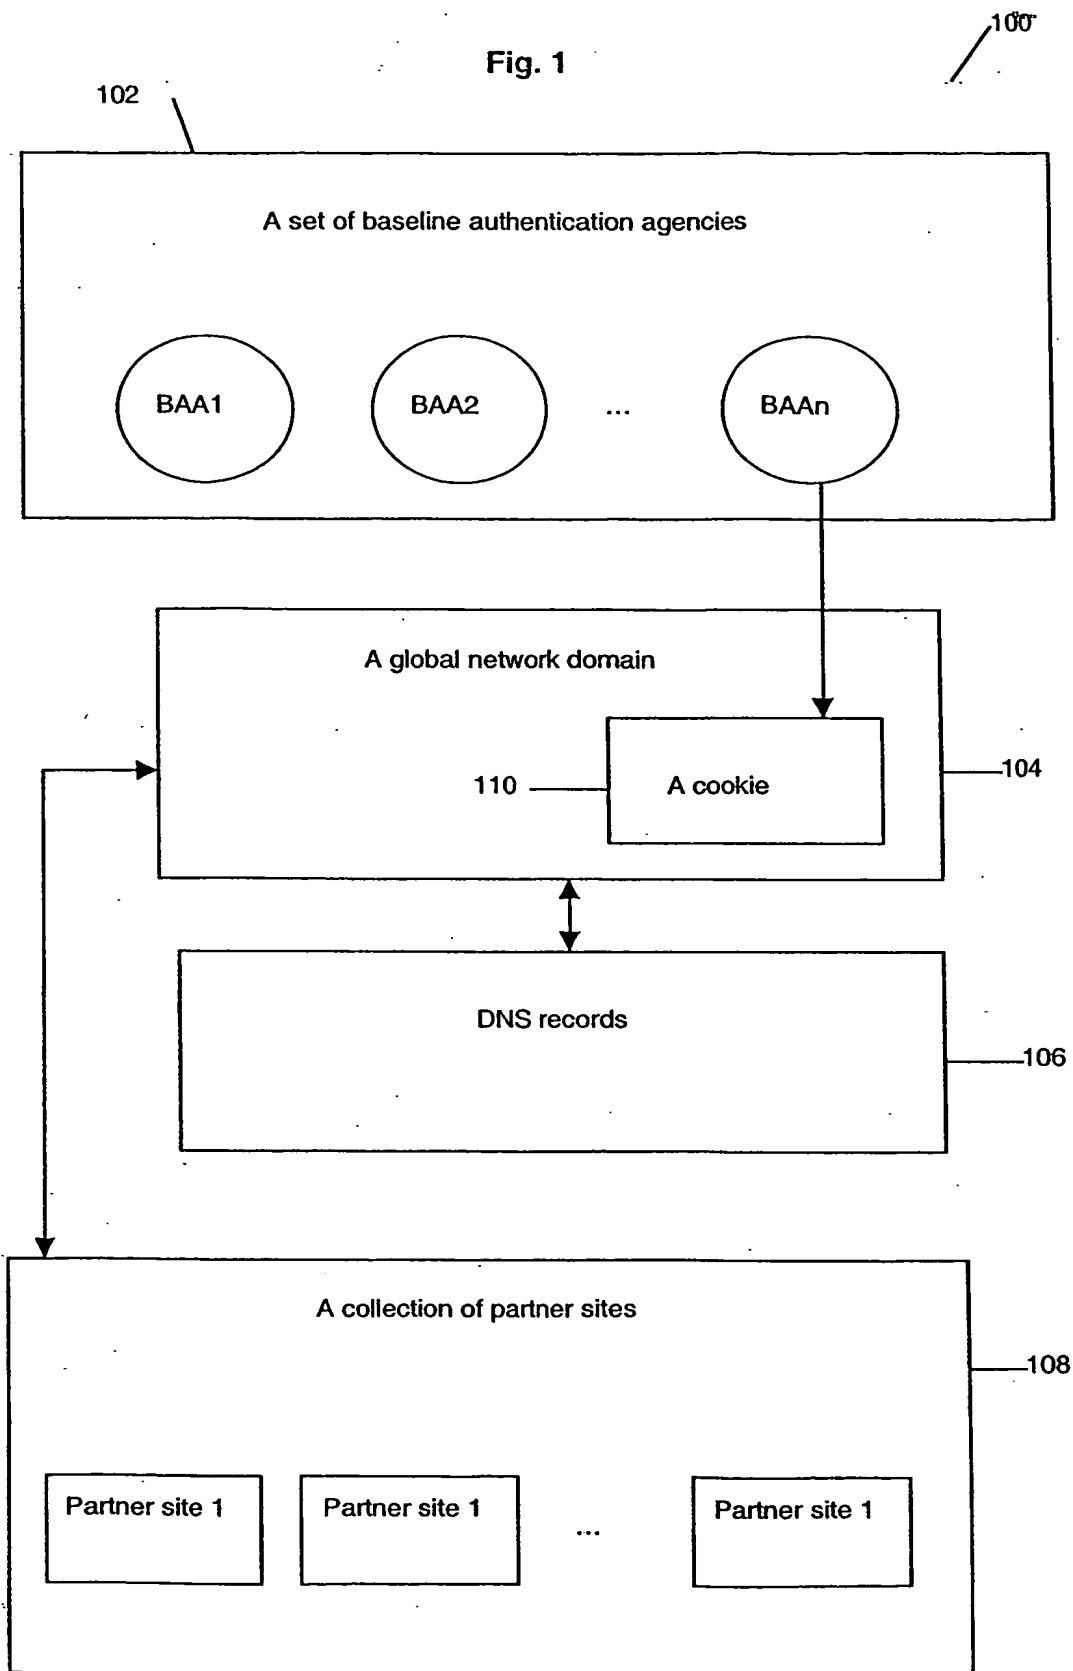 100
Fig. 1
102
A set of baseline authentication agencies
BAA1 BAA2 ... BAAn
A global network domain
104
110 A cookie
DNS records
106
A collection of partner sites
108
Partner site 1 Partner site 1 ... Partner site 1